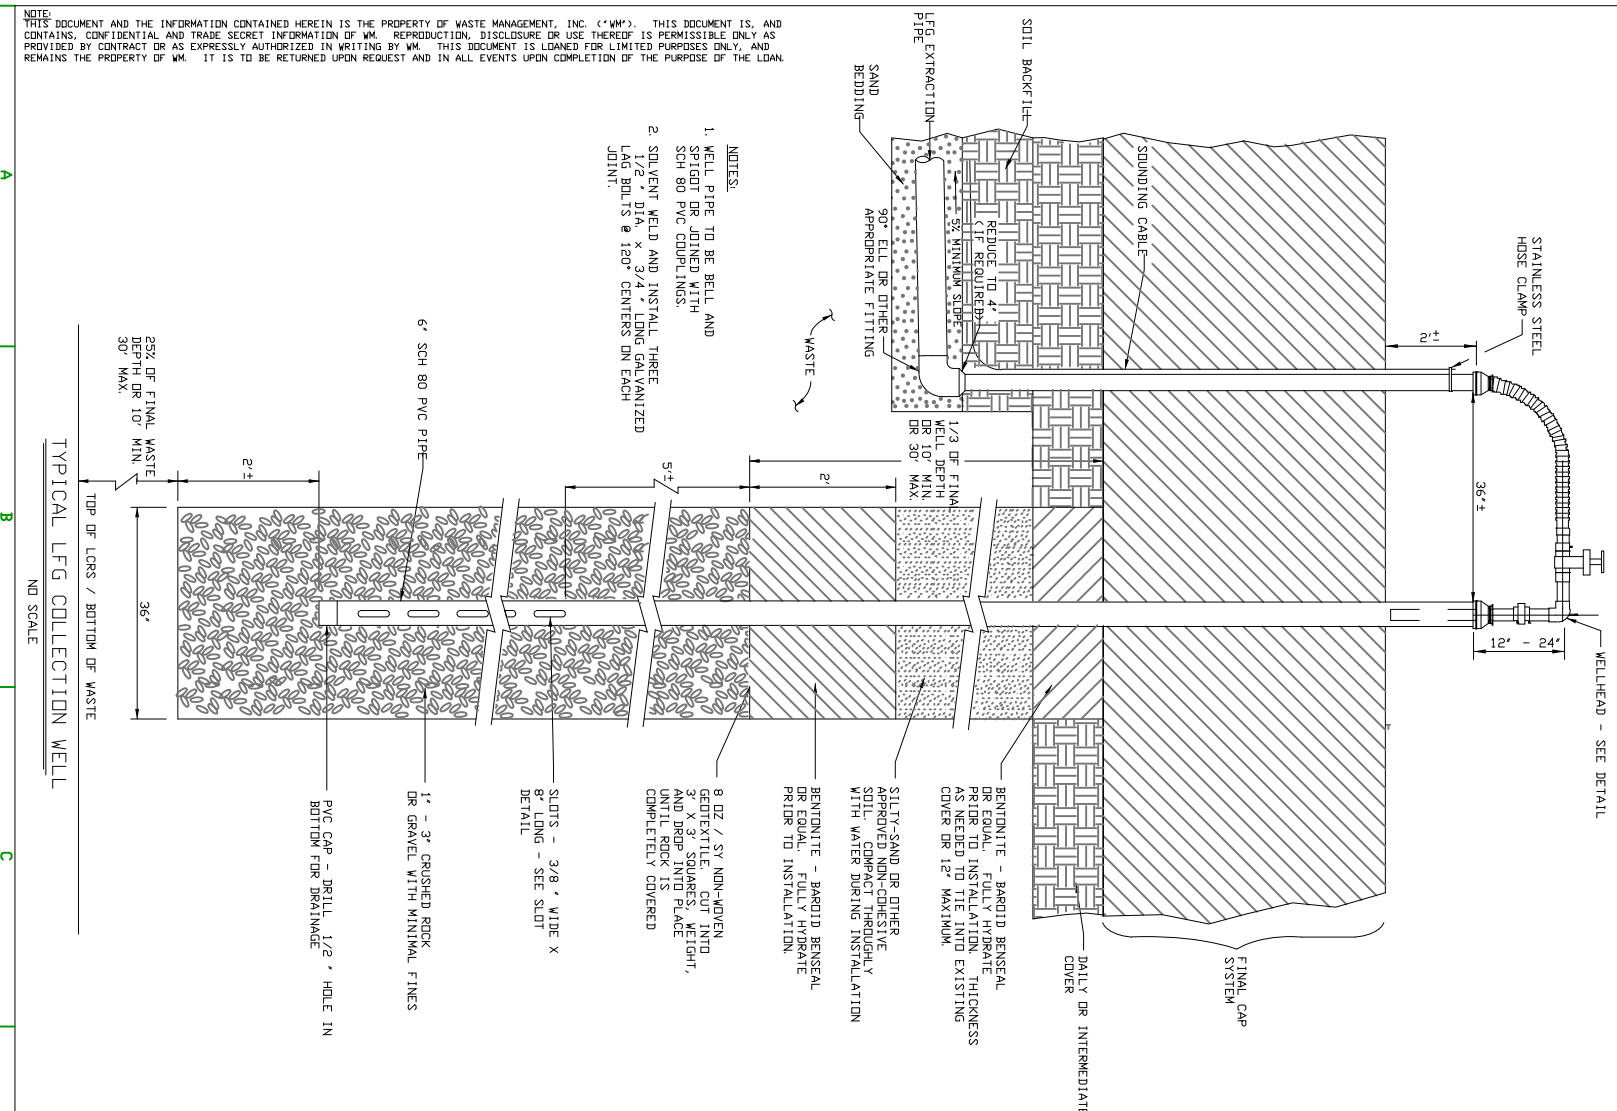 NOTE:
THIS DOCUMENT AND THE INFORMATION CONTAINED HEREIN IS THE PROPERTY OF WASTE MANAGEMENT, INC. ("WM"). THIS DOCUMENT IS, AND
CONTAINS, CONFIDENTIAL AND TRADE SECRET INFORMATION OF WM. REPRODUCTION, DISCLOSURE OR USE THEREOF IS PERMISSIBLE ONLY AS
PROVIDED BY CONTRACT OR AS EXPRESSLY AUTHORIZED IN WRITING BY WM. THIS DOCUMENT IS LOANED FOR LIMITED PURPOSES ONLY, AND
REMAINS THE PROPERTY OF WM. IT IS TO BE RETURNED UPON REQUEST AND IN ALL EVENTS UPON COMPLETION OF THE PURPOSE OF THE LOAN.
A
B
C
WELLHEAD - SEE DETAIL
STAINLESS STEEL
HOSE CLAMP
2'±
36"±
12" - 24"
SOUNDING CABLE
FINAL CAP
SYSTEM
DAILY OR INTERMEDIATE
COVER
SOIL BACKFILL
LFG EXTRACTION
PIPE
SAND
BEDDING
REDUCE TO 4"
(IF REQUIRED)
5% MINIMUM SLOPE
90° ELL OR OTHER
APPROPRIATE FITTING
WASTE
1/3 OF FINAL
WELL DEPTH
OR 10' MIN.
OR 30' MAX.
2'
5'±
BENTONITE - BAROID BENSEAL
OR EQUAL. FULLY HYDRATE
PRIOR TO INSTALLATION. THICKNESS
AS NEEDED TO TIE INTO EXISTING
COVER OR 12" MAXIMUM.
SILTY-SAND OR OTHER
APPROVED NON-COHESIVE
SOIL. COMPACT THROUGHLY
WITH WATER DURING INSTALLATION
BENTONITE - BAROID BENSEAL
OR EQUAL. FULLY HYDRATE
PRIOR TO INSTALLATION.
8 OZ / SY NON-WOVEN
GEOTEXTILE. CUT INTO
3' X 3' SQUARES, WEIGHT,
AND DROP INTO PLACE
UNTIL ROCK IS
COMPLETELY COVERED
SLOTS - 3/8 " WIDE X
8" LONG - SEE SLOT
DETAIL
1" - 3" CRUSHED ROCK
OR GRAVEL WITH MINIMAL FINES
PVC CAP - DRILL 1/2 " HOLE IN
BOTTOM FOR DRAINAGE
NOTES:
1. WELL PIPE TO BE BELL AND
SPIGOT OR JOINED WITH
SCH 80 PVC COUPLINGS.
2. SOLVENT WELD AND INSTALL THREE
1/2 " DIA. x 3/4 " LONG GALVANIZED
LAG BOLTS @ 120° CENTERS ON EACH
JOINT.
6" SCH 80 PVC PIPE
2'±
36"
25% OF FINAL WASTE
DEPTH OR 10' MIN.
30' MAX.
TOP OF LCRS / BOTTOM OF WASTE
TYPICAL LFG COLLECTION WELL
NO SCALE